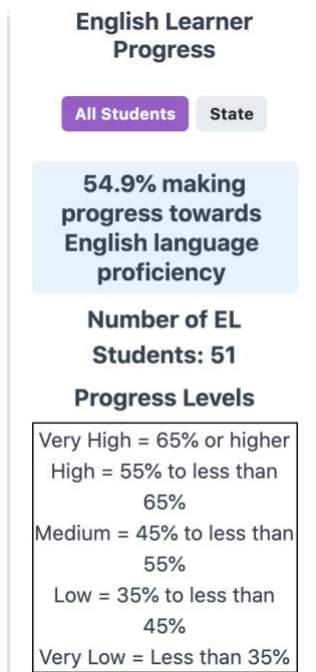 English Learner
Progress
All Students State
54.9% making
progress towards
English language
proficiency
Number of EL
Students: 51
Progress Levels
Very High = 65% or higher
High = 55% to less than
65%
Medium = 45% to less than
55%
Low = 35% to less than
45%
Very Low = Less than 35%